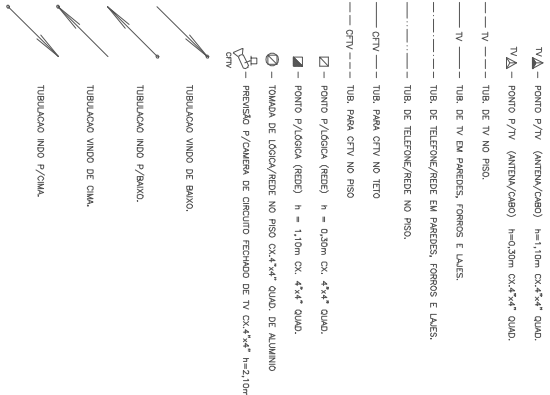 TV - PONTO P/TV (ANTENA/CABO) h=1,10m CX.4"x4" QUAD.
TV - PONTO P/TV (ANTENA/CABO) h=0,30m CX.4"x4" QUAD.
TV TUB. DE TV NO PISO.
TV TUB. DE TV EM PAREDES, FORROS E LAJES.
TUB. DE TELEFONE/REDE EM PAREDES, FORROS E LAJES.
TUB. DE TELEFONE/REDE NO PISO.
CFTV TUB. PARA CFTV NO TETO
CFTV TUB. PARA CFTV NO PISO
- PONTO P/LÓGICA (REDE) h = 0,30m CX. 4"x4" QUAD.
- PONTO P/LÓGICA (REDE) h = 1,10m CX. 4"x4" QUAD.
- TOMADA DE LÓGICA/REDE NO PISO CX.4"x4" QUAD. DE ALUMINIO
CFTV - PREVISÃO P/CAMERA DE CIRCUITO FECHADO DE TV CX.4"x4" h=2,10m
TUBULACAO VINDO DE BAIXO.
TUBULACAO INDO P/BAIXO.
TUBULACAO VINDO DE CIMA.
TUBULACAO INDO P/CIMA.